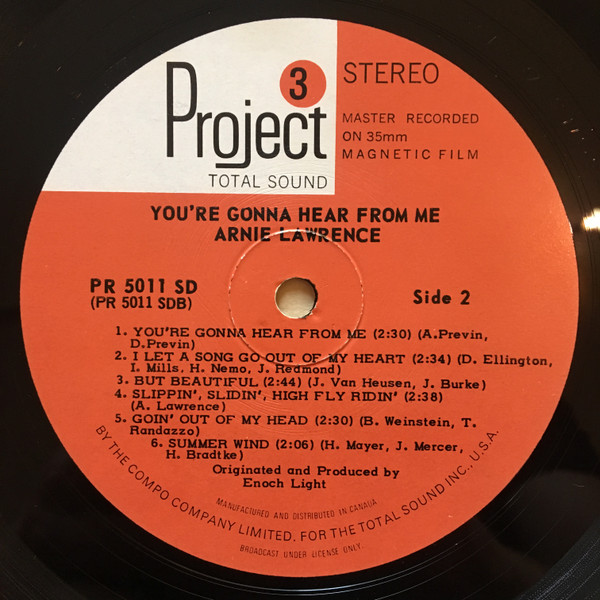 Project 3
TOTAL SOUND
STEREO
MASTER RECORDED
ON 35mm
MAGNETIC FILM
YOU'RE GONNA HEAR FROM ME
ARNIE LAWRENCE
PR 5011 SD
(PR 5011 SDB)
Side 2
1. YOU'RE GONNA HEAR FROM ME (2:30) (A.Previn,
D.Previn)
2. I LET A SONG GO OUT OF MY HEART (2:34) (D. Ellington,
I. Mills, H. Nemo, J. Redmond)
3. BUT BEAUTIFUL (2:44) (J. Van Heusen, J. Burke)
4. SLIPPIN', SLIDIN', HIGH FLY RIDIN' (2:38)
(A. Lawrence)
5. GOIN' OUT OF MY HEAD (2:30) (B. Weinstein, T.
Randazzo)
6. SUMMER WIND (2:06) (H. Mayer, J. Mercer,
H. Bradtke)
Originated and Produced by
Enoch Light
MANUFACTURED AND DISTRIBUTED IN CANADA
BY THE COMPO COMPANY LIMITED. FOR THE TOTAL SOUND INC., U.S.A.
BROADCAST UNDER LICENSE ONLY.